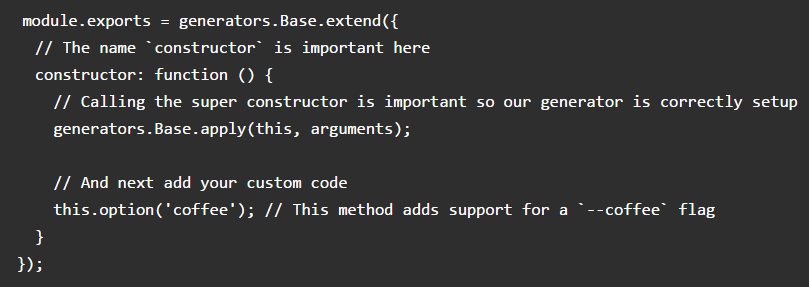 module.exports = generators.Base.extend({
  // The name `constructor` is important here
  constructor: function () {
    // Calling the super constructor is important so our generator is correctly setup
    generators.Base.apply(this, arguments);

    // And next add your custom code
    this.option('coffee'); // This method adds support for a `--coffee` flag
  }
});